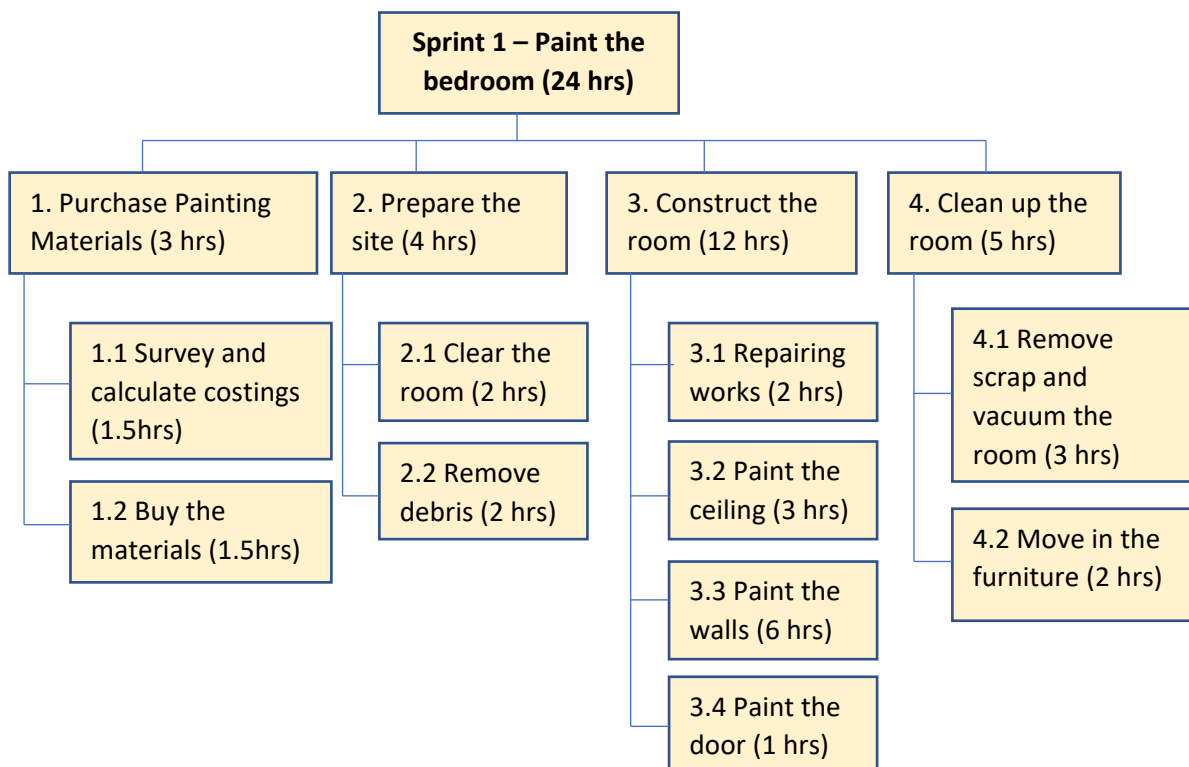 Sprint 1 – Paint the
bedroom (24 hrs)
1. Purchase Painting
Materials (3 hrs)
1.1 Survey and
calculate costings
(1.5hrs)
1.2 Buy the
materials (1.5hrs)
2. Prepare the
site (4 hrs)
2.1 Clear the
room (2 hrs)
2.2 Remove
debris (2 hrs)
3. Construct the
room (12 hrs)
3.1 Repairing
works (2 hrs)
3.2 Paint the
ceiling (3 hrs)
3.3 Paint the
walls (6 hrs)
3.4 Paint the
door (1 hrs)
4. Clean up the
room (5 hrs)
4.1 Remove
scrap and
vacuum the
room (3 hrs)
4.2 Move in the
furniture (2 hrs)